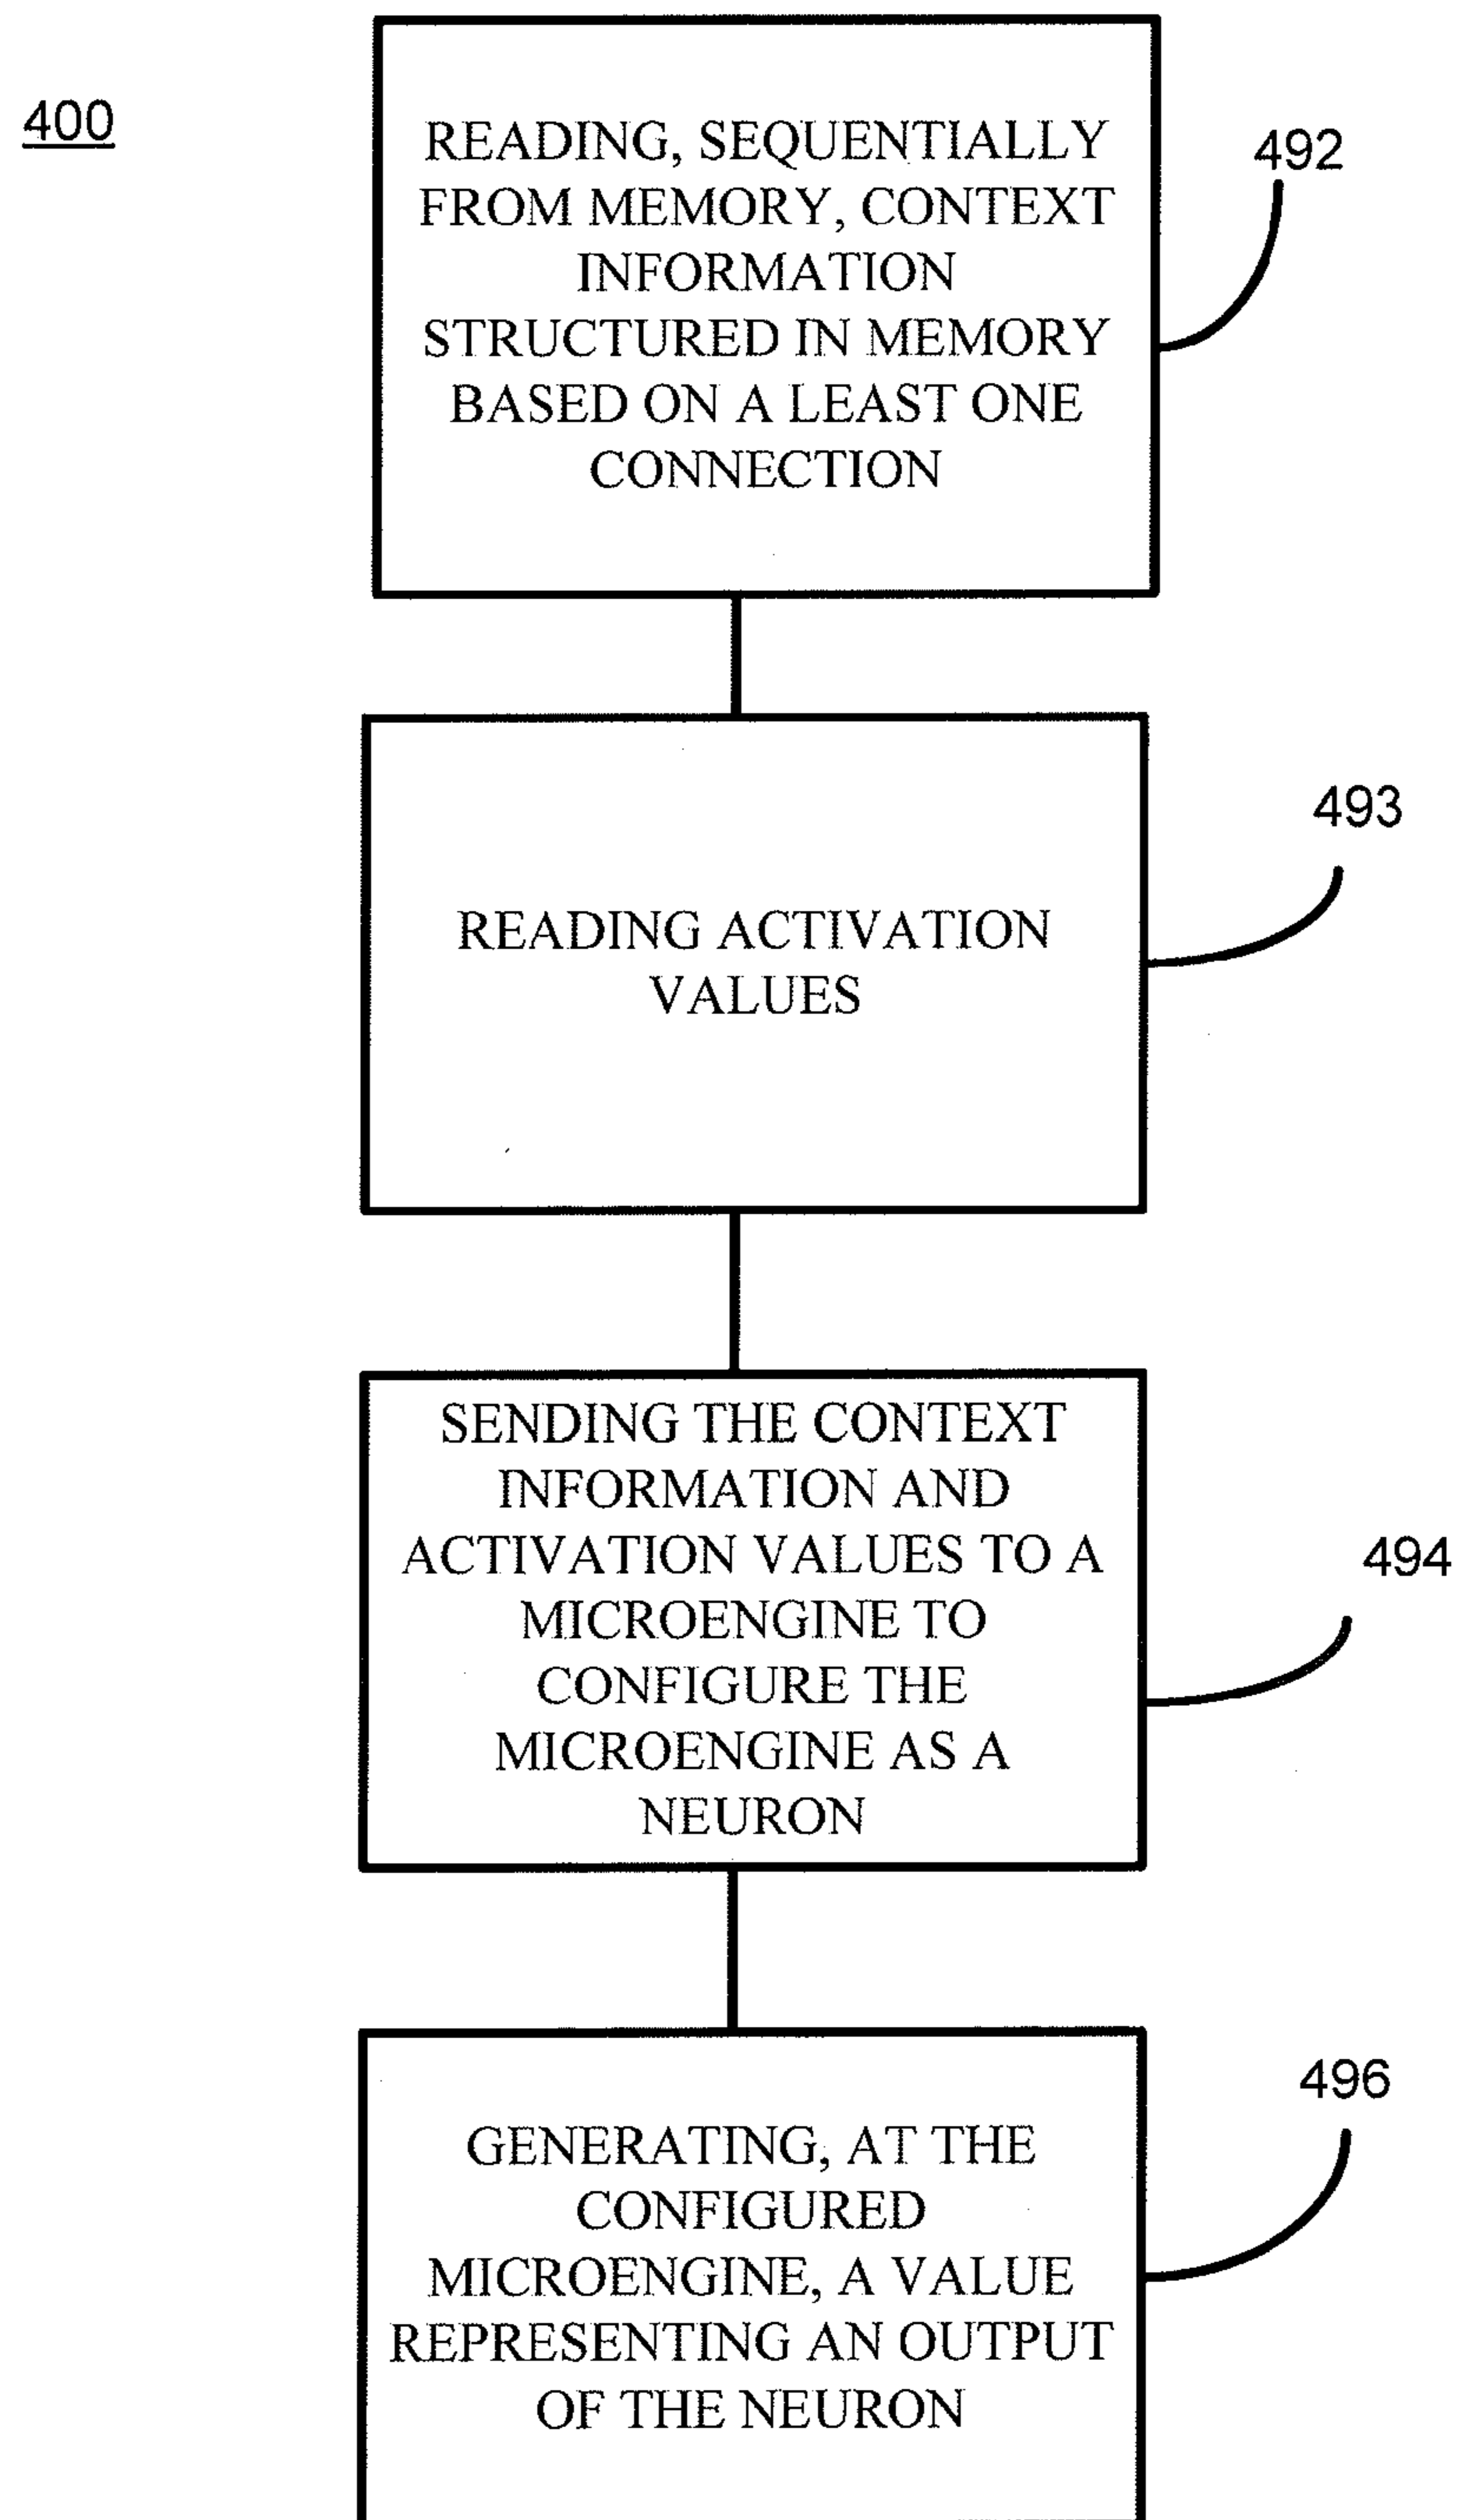 400
READING, SEQUENTIALLY
FROM MEMORY, CONTEXT
INFORMATION
STRUCTURED IN MEMORY
BASED ON A LEAST ONE
CONNECTION
492
READING ACTIVATION
VALUES
493
SENDING THE CONTEXT
INFORMATION AND
ACTIVATION VALUES TO A
MICROENGINE TO
CONFIGURE THE
MICROENGINE AS A
NEURON
494
GENERATING, AT THE
CONFIGURED
MICROENGINE, A VALUE
REPRESENTING AN OUTPUT
OF THE NEURON
496